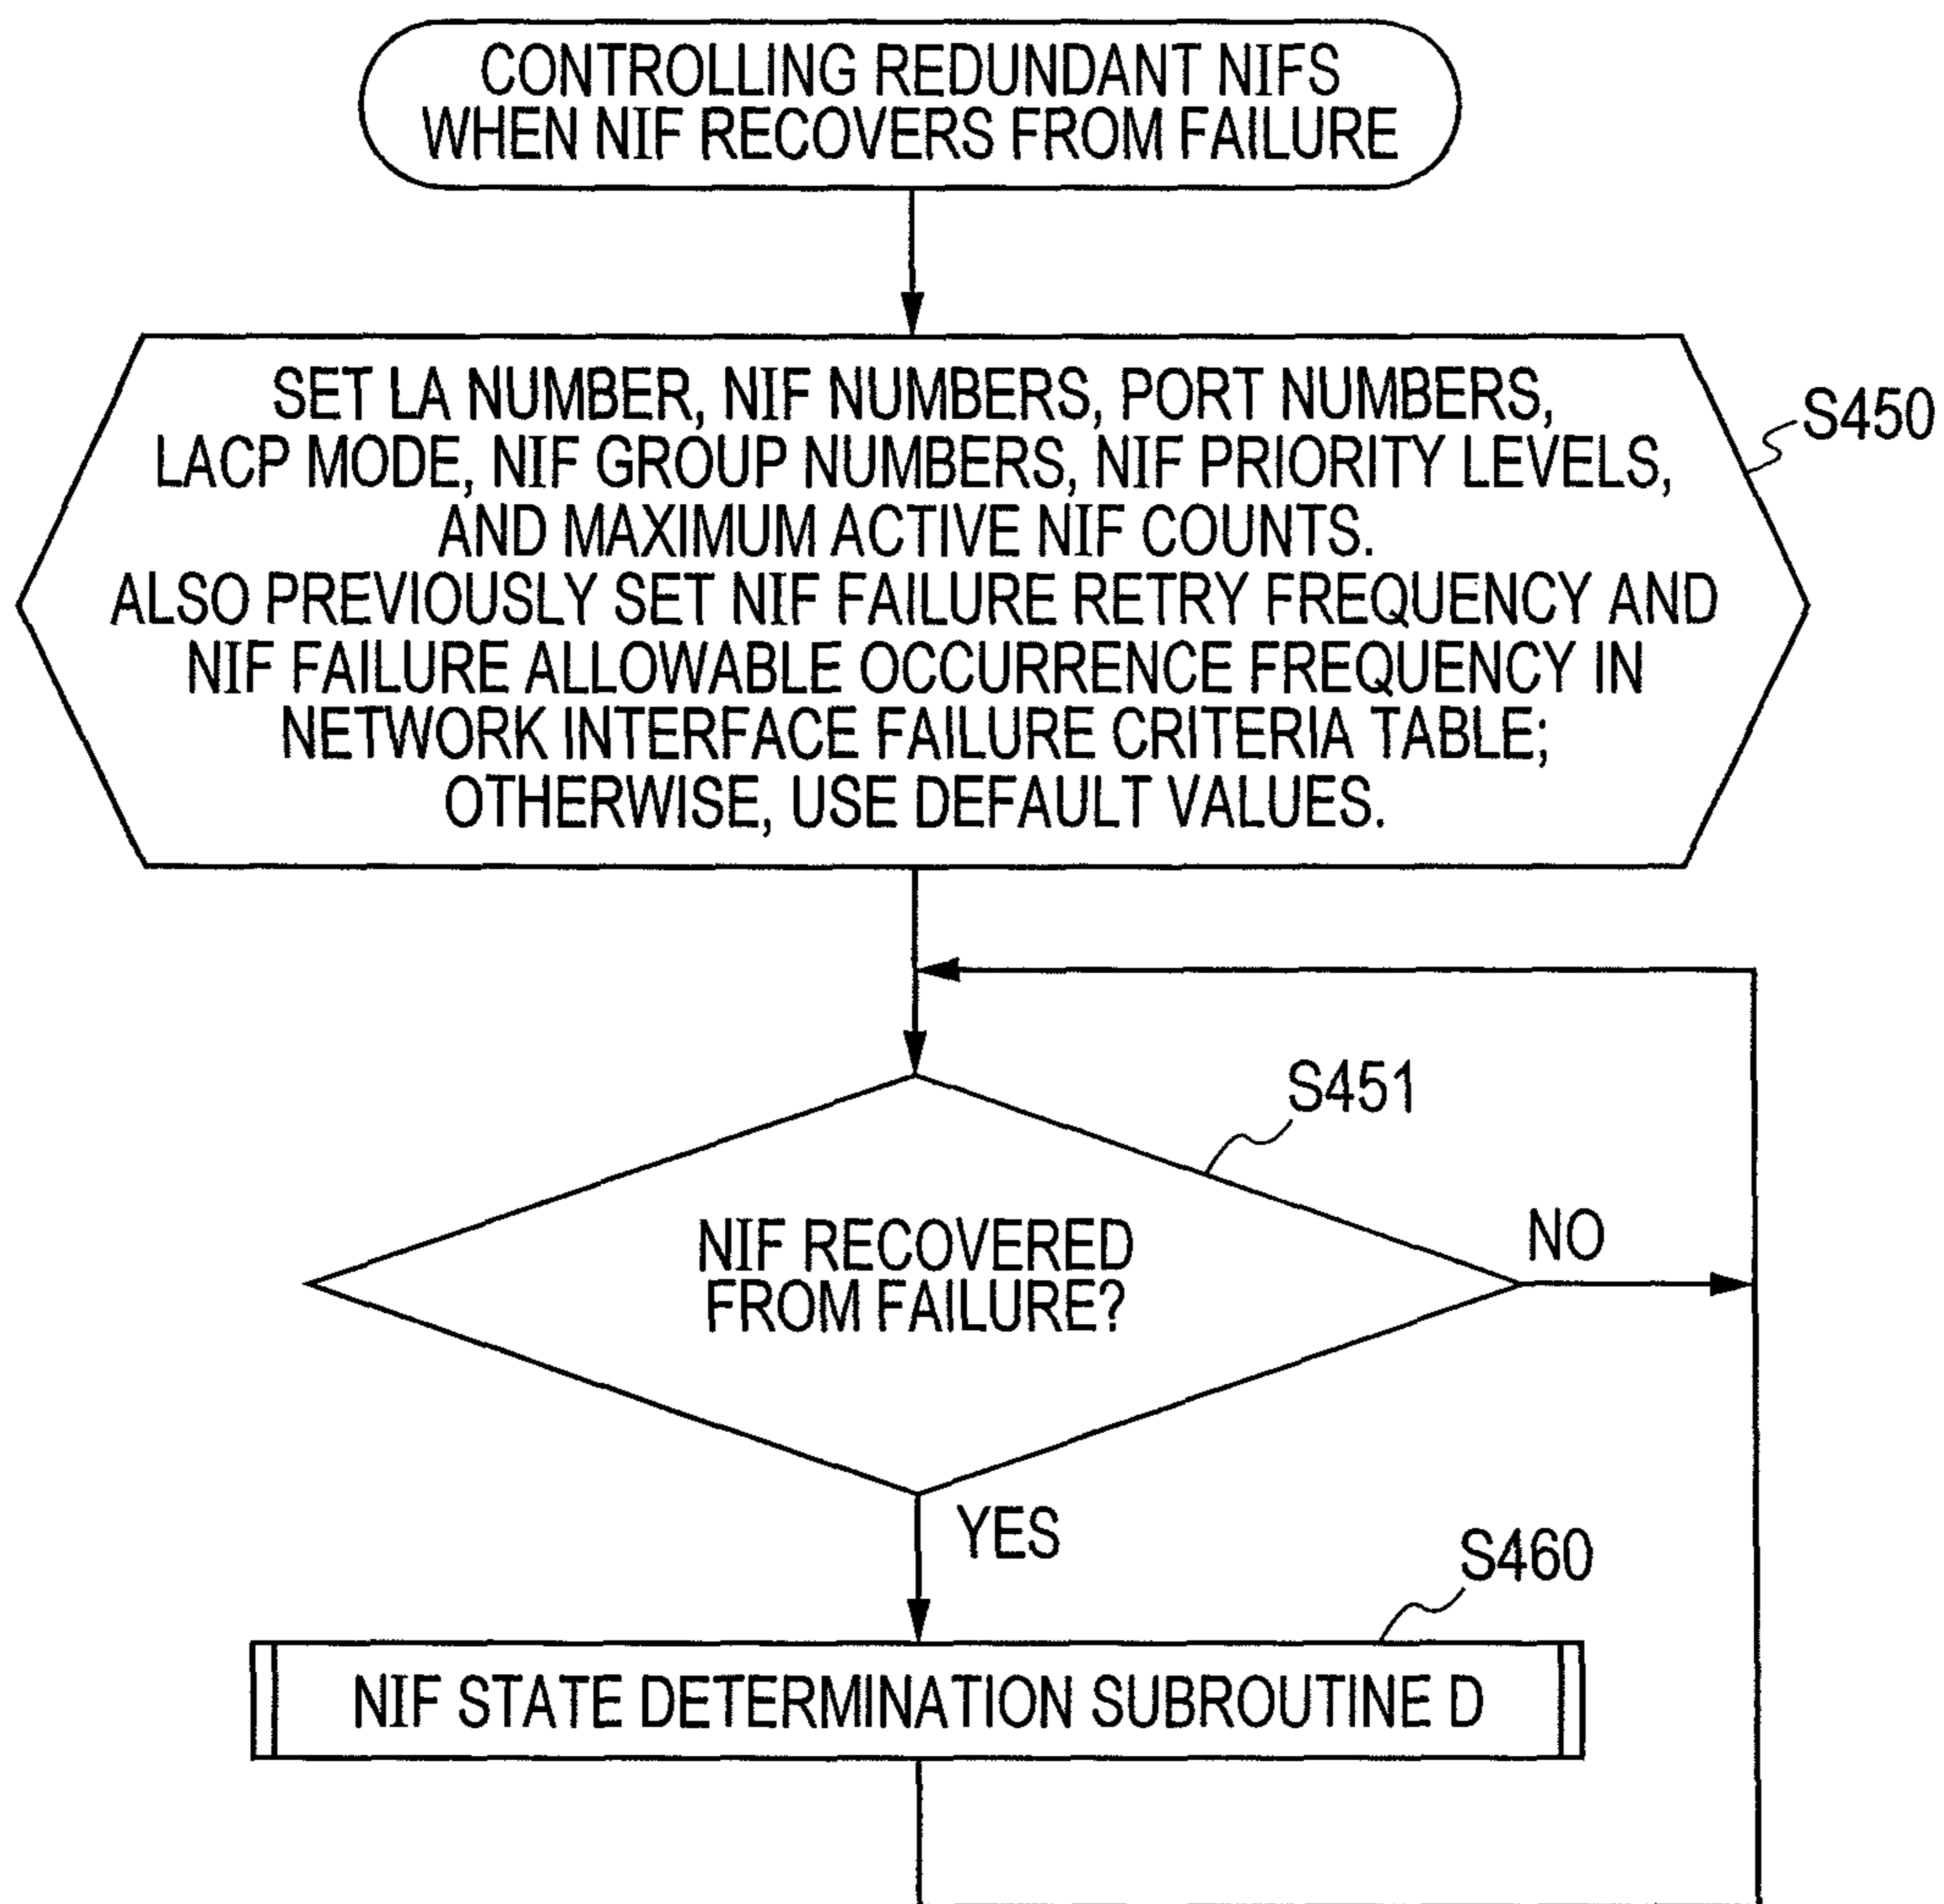 CONTROLLING REDUNDANT NIFS
WHEN NIF RECOVERS FROM FAILURE
SET LA NUMBER, NIF NUMBERS, PORT NUMBERS,
LACP MODE, NIF GROUP NUMBERS, NIF PRIORITY LEVELS,
AND MAXIMUM ACTIVE NIF COUNTS.
ALSO PREVIOUSLY SET NIF FAILURE RETRY FREQUENCY AND
NIF FAILURE ALLOWABLE OCCURRENCE FREQUENCY IN
NETWORK INTERFACE FAILURE CRITERIA TABLE;
OTHERWISE, USE DEFAULT VALUES.
S450
S451
NIF RECOVERED
FROM FAILURE?
NO
YES
S460
NIF STATE DETERMINATION SUBROUTINE D